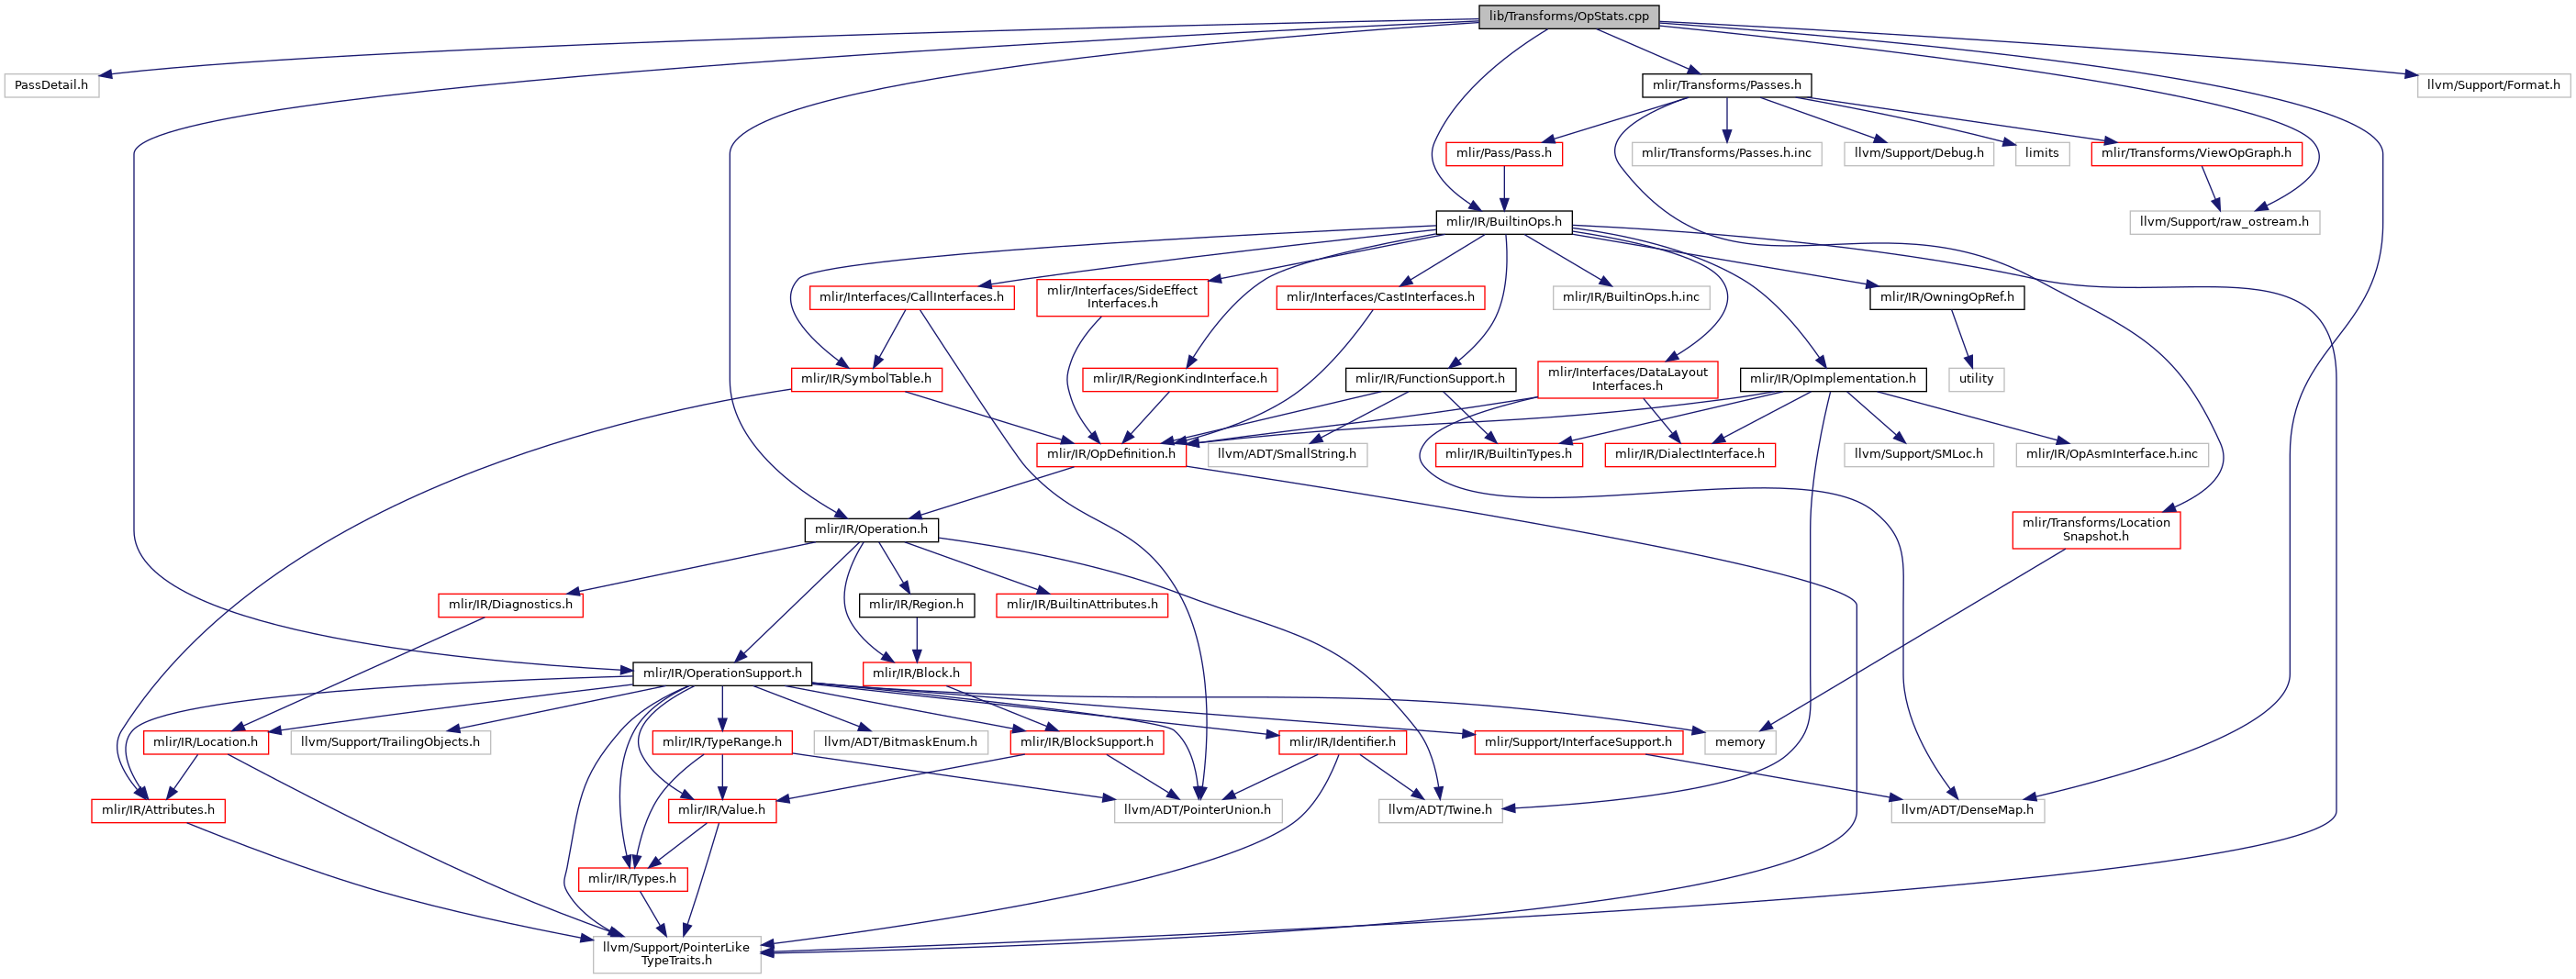 lib/Transforms/OpStats.cpp
PassDetail.h
mlir/Transforms/Passes.h
llvm/Support/Format.h
mlir/Pass/Pass.h
mlir/Transforms/Passes.h.inc
llvm/Support/Debug.h
limits
mlir/Transforms/ViewOpGraph.h
mlir/IR/BuiltinOps.h
llvm/Support/raw_ostream.h
mlir/Interfaces/CallInterfaces.h
mlir/Interfaces/SideEffect
Interfaces.h
mlir/Interfaces/CastInterfaces.h
mlir/IR/BuiltinOps.h.inc
mlir/IR/OwningOpRef.h
mlir/IR/SymbolTable.h
mlir/IR/RegionKindInterface.h
mlir/IR/FunctionSupport.h
mlir/Interfaces/DataLayout
Interfaces.h
mlir/IR/OpImplementation.h
utility
mlir/IR/OpDefinition.h
llvm/ADT/SmallString.h
mlir/IR/BuiltinTypes.h
mlir/IR/DialectInterface.h
llvm/Support/SMLoc.h
mlir/IR/OpAsmInterface.h.inc
mlir/IR/Operation.h
mlir/Transforms/Location
Snapshot.h
mlir/IR/Diagnostics.h
mlir/IR/Region.h
mlir/IR/BuiltinAttributes.h
mlir/IR/OperationSupport.h
mlir/IR/Block.h
mlir/IR/Location.h
llvm/Support/TrailingObjects.h
mlir/IR/TypeRange.h
llvm/ADT/BitmaskEnum.h
mlir/IR/BlockSupport.h
mlir/IR/Identifier.h
mlir/Support/InterfaceSupport.h
memory
mlir/IR/Attributes.h
mlir/IR/Value.h
llvm/ADT/PointerUnion.h
llvm/ADT/Twine.h
llvm/ADT/DenseMap.h
mlir/IR/Types.h
llvm/Support/PointerLike
TypeTraits.h